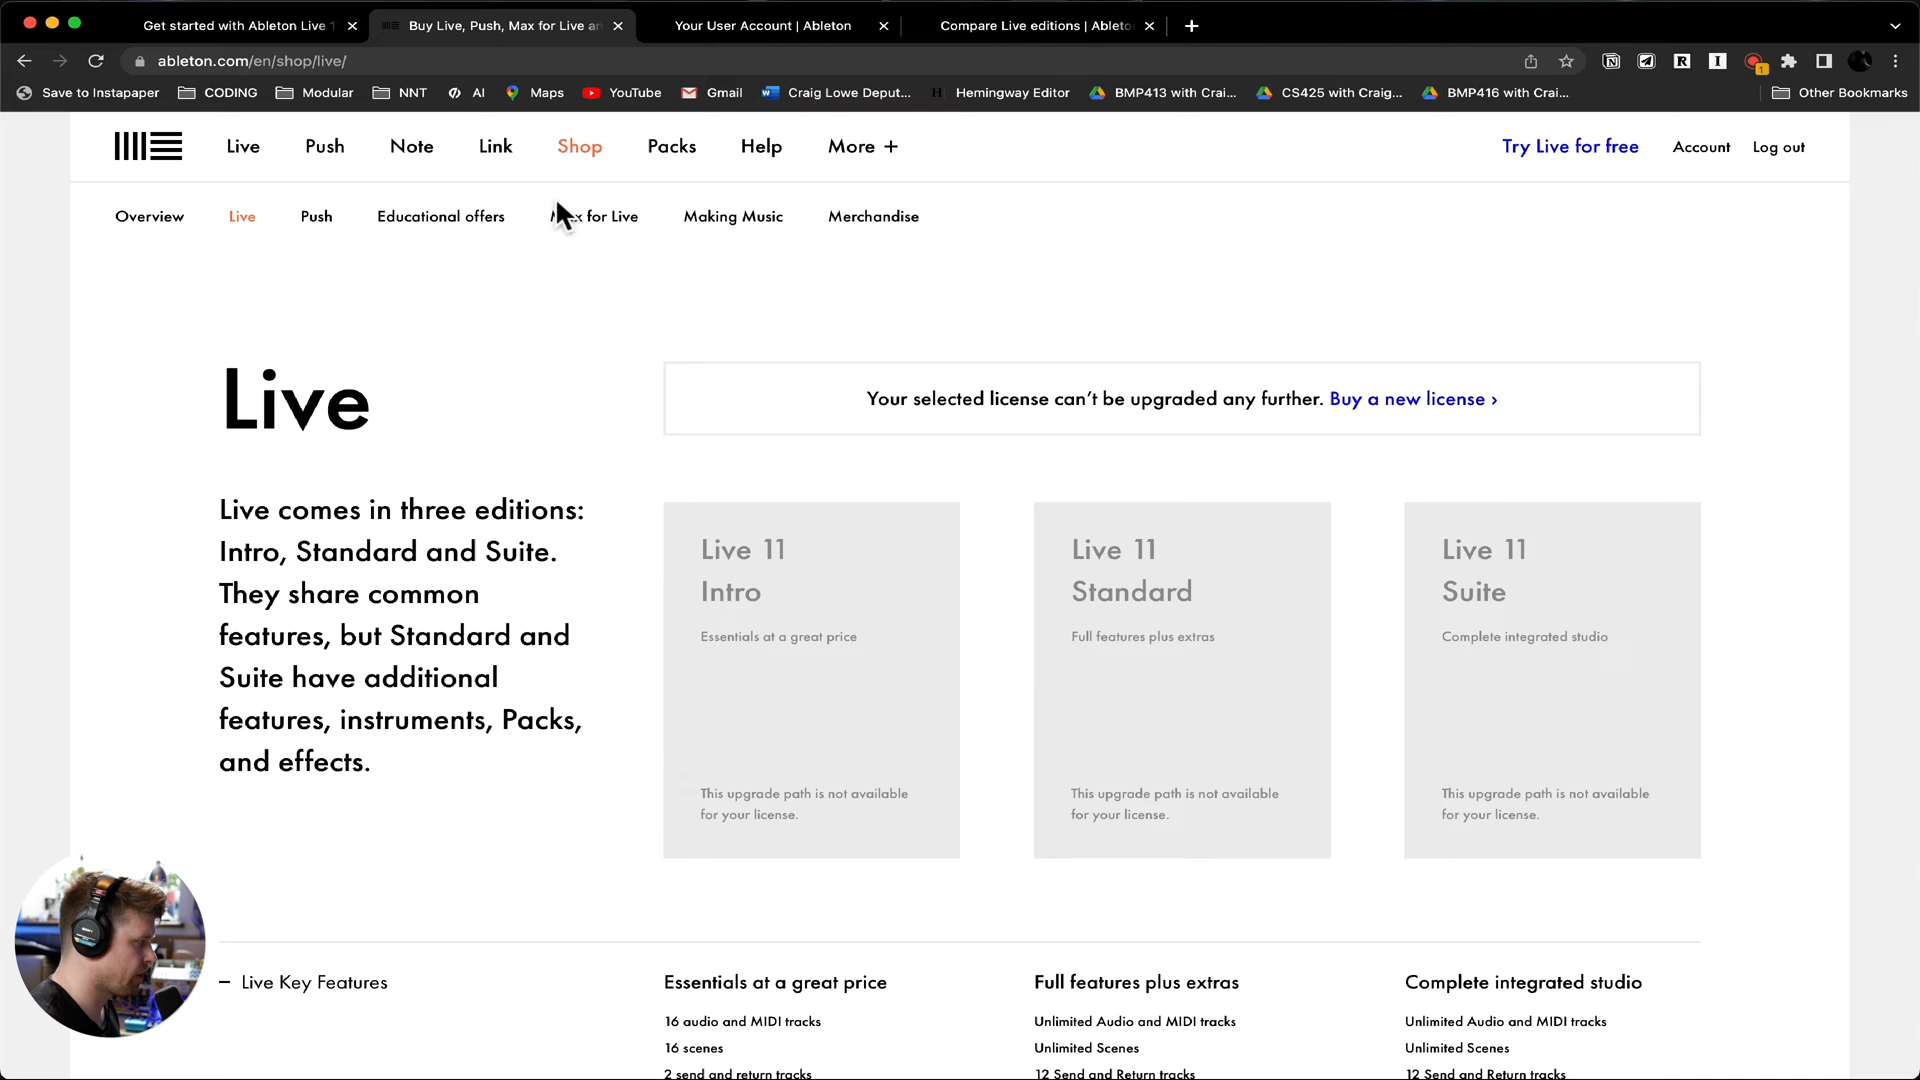 Get started with Ableton Live 1
Buy Live, Push, Max for Live an
Your User Account | Ableton
Compare Live editions | Ableto
ableton.com/en/shop/live/
1
Save to Instapaper
CODING
Modular
NNT
AI
Maps
YouTube
Gmail
Craig Lowe Deput...
Hemingway Editor
BMP413 with Crai...
CS425 with Craig...
BMP416 with Crai...
Other Bookmarks
Live
Push
Note
Link
Shop
Packs
Help
More +
Try Live for free
Account
Log out
Overview
Live
Push
Educational offers
for Live
Making Music
Merchandise
Live
Your selected license can't be upgraded any further. Buy a new license ›
Live comes in three editions:
Intro, Standard and Suite.
They share common
features, but Standard and
Suite have additional
features, instruments, Packs,
and effects.
Live 11
Intro
Essentials at a great price
This upgrade path is not available
for your license.
Live 11
Standard
Full features plus extras
This upgrade path is not available
for your license.
Live 11
Suite
Complete integrated studio
This upgrade path is not available
for your license.
– Live Key Features
Essentials at a great price
16 audio and MIDI tracks
16 scenes
2 send and return tracks
Full features plus extras
Unlimited Audio and MIDI tracks
Unlimited Scenes
12 Send and Return tracks
Complete integrated studio
Unlimited Audio and MIDI tracks
Unlimited Scenes
12 Send and Return tracks